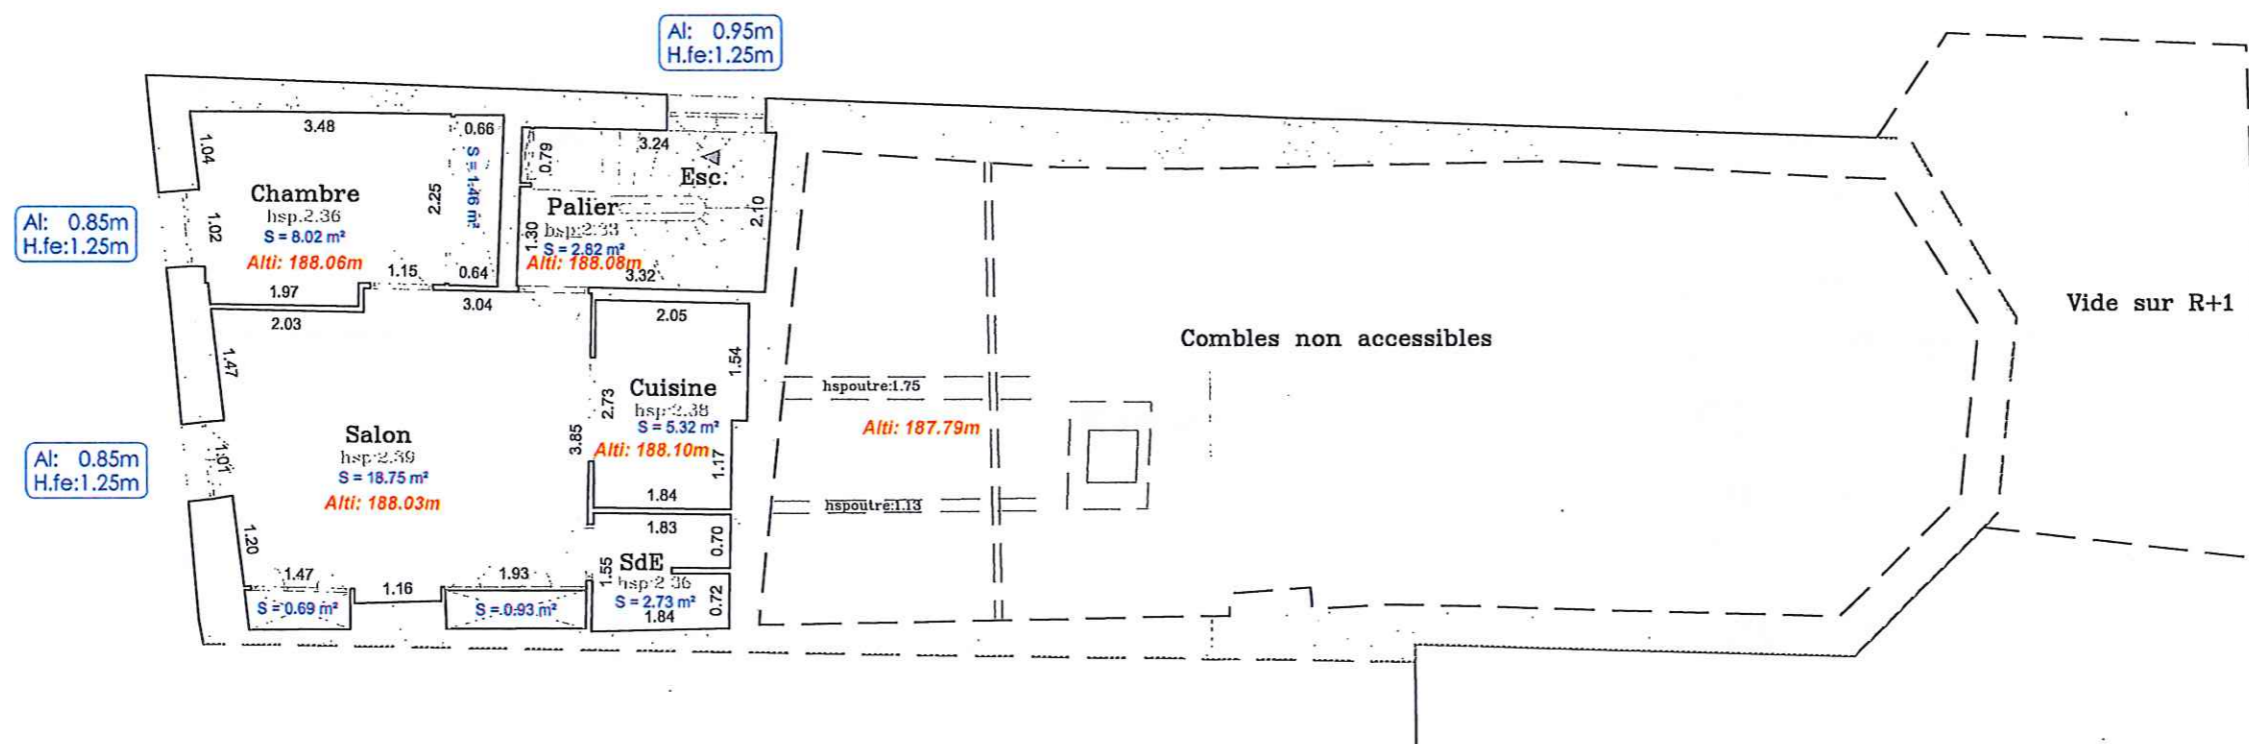 Al: 0.95m
H.fe:1.25m
3.48
0.66
1.04
S = 1.46 m²
0.79
3.24
Esc.
Chambre
hsp.2.36
S = 8.02 m²
Alti: 188.06m
2.25
Al: 0.85m
H.fe:1.25m
1.02
Palier
hsp:2.33
S = 2.82 m²
Alti: 188.08m
1.30
2.10
3.32
1.15
0.64
1.97
2.03
3.04
2.05
1.54
1.47
Vide sur R+1
Combles non accessibles
Cuisine
hsp:2.38
S = 5.32 m²
Alti: 188.10m
2.73
3.85
1.17
1.84
hspoutre:1.75
Alti: 187.79m
hspoutre:1.13
Salon
hsp:2.39
S = 18.75 m²
Alti: 188.03m
Al: 0.85m
H.fe:1.25m
1.01
1.20
1.83
0.70
SdE
hsp:2.36
S = 2.73 m²
1.84
1.55
0.72
1.47
1.16
1.93
S = 0.69 m²
S = 0.93 m²